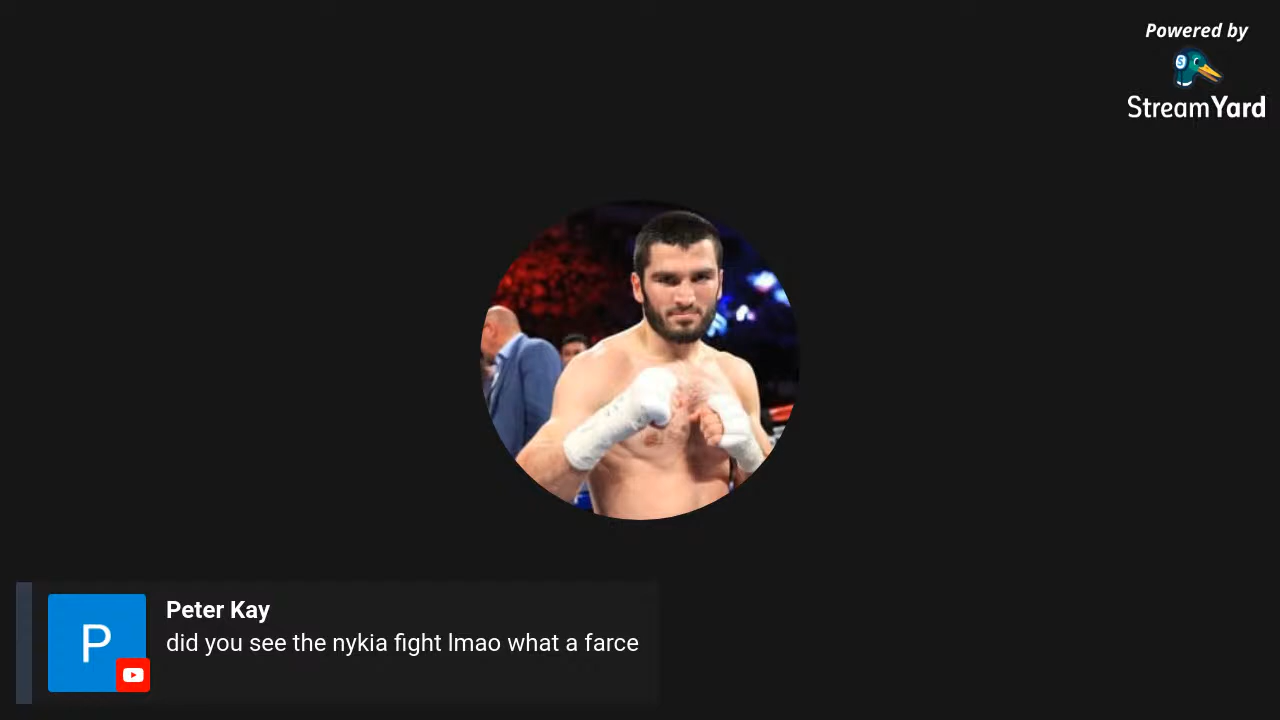 Powered by
StreamYard
Peter Kay
P
did you see the nykia fight lmao what a farce